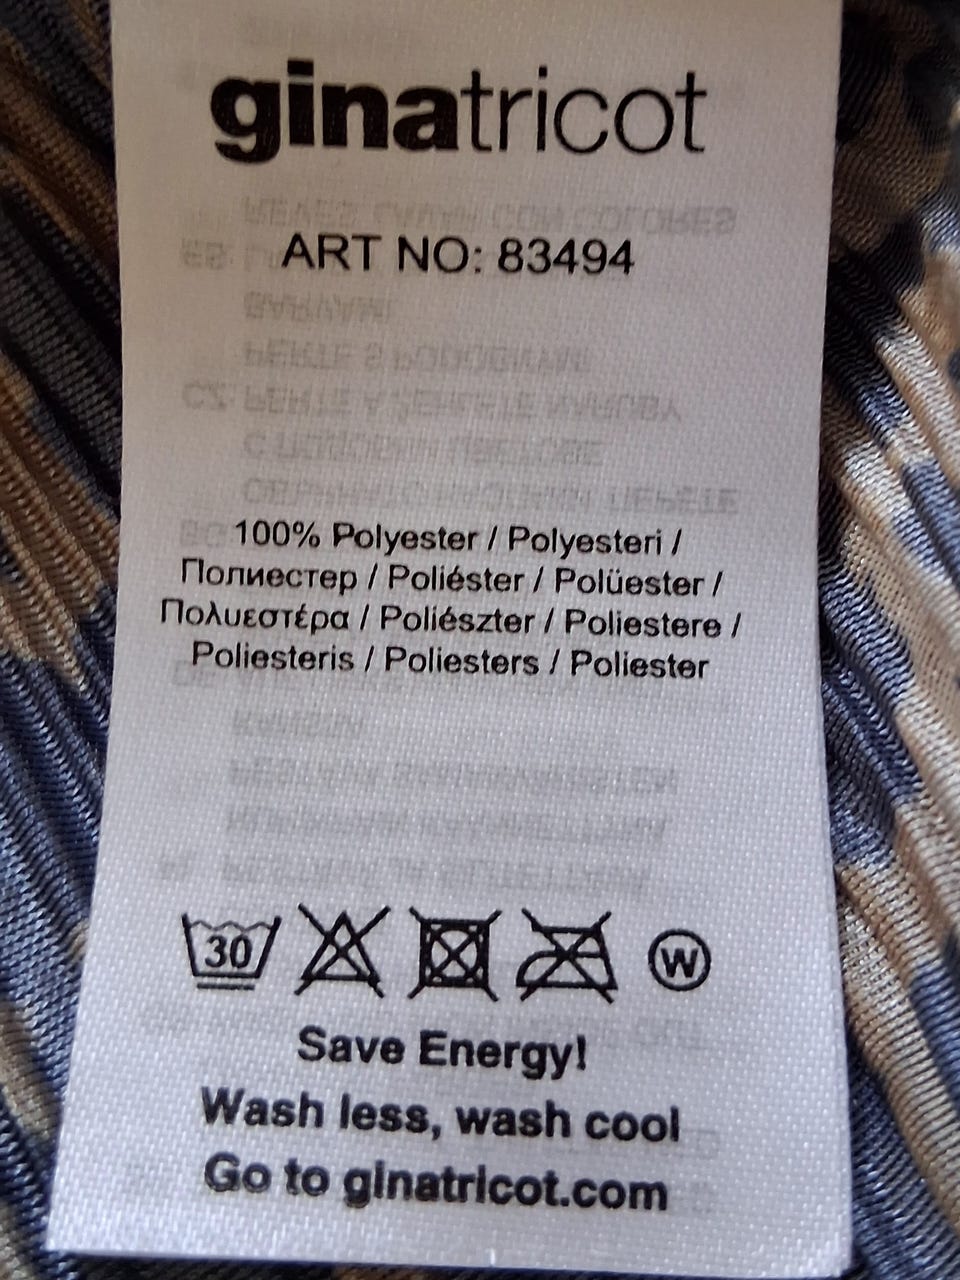 ginatricot
ART NO: 83494
100% Polyester / Polyesteri /
Полиестер / Poliéster / Polüester /
Πολυεστέρα / Poliészter / Poliestere /
Poliesteris / Poliesters / Poliester
30 W
Save Energy!
Wash less, wash cool
Go to ginatricot.com